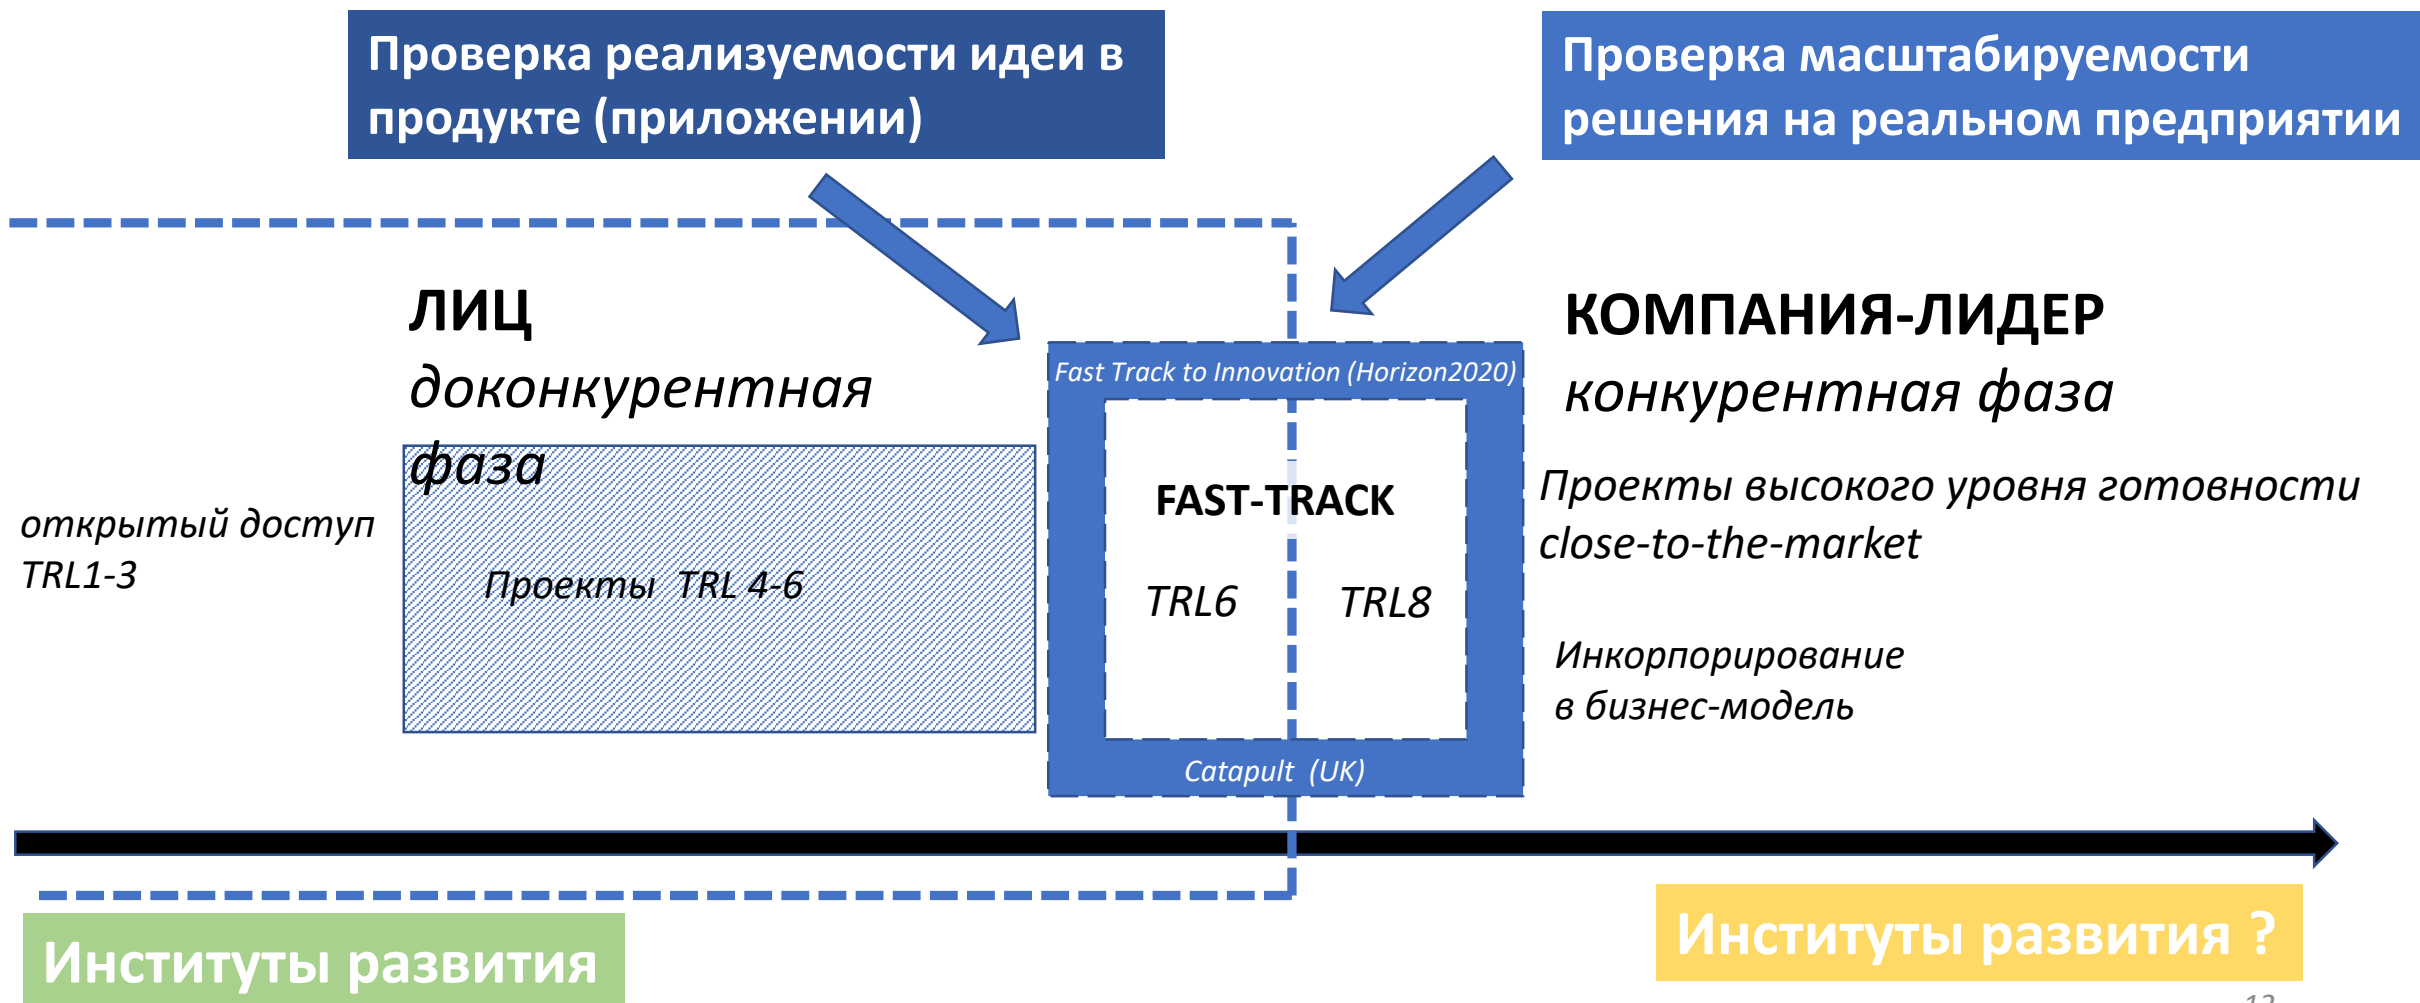 Проверка реализуемости идеи в
продукте (приложении)
Проверка масштабируемости
решения на реальном предприятии
ЛИЦ
доконкурентная
фаза
открытый доступ
TRL1-3
Проекты TRL 4-6
Fast Track to Innovation (Horizon2020)
FAST-TRACK
TRL6
TRL8
Catapult (UK)
КОМПАНИЯ-ЛИДЕР
конкурентная фаза
Проекты высокого уровня готовности
close-to-the-market
Инкорпорирование
в бизнес-модель
Институты развития
Институты развития ?